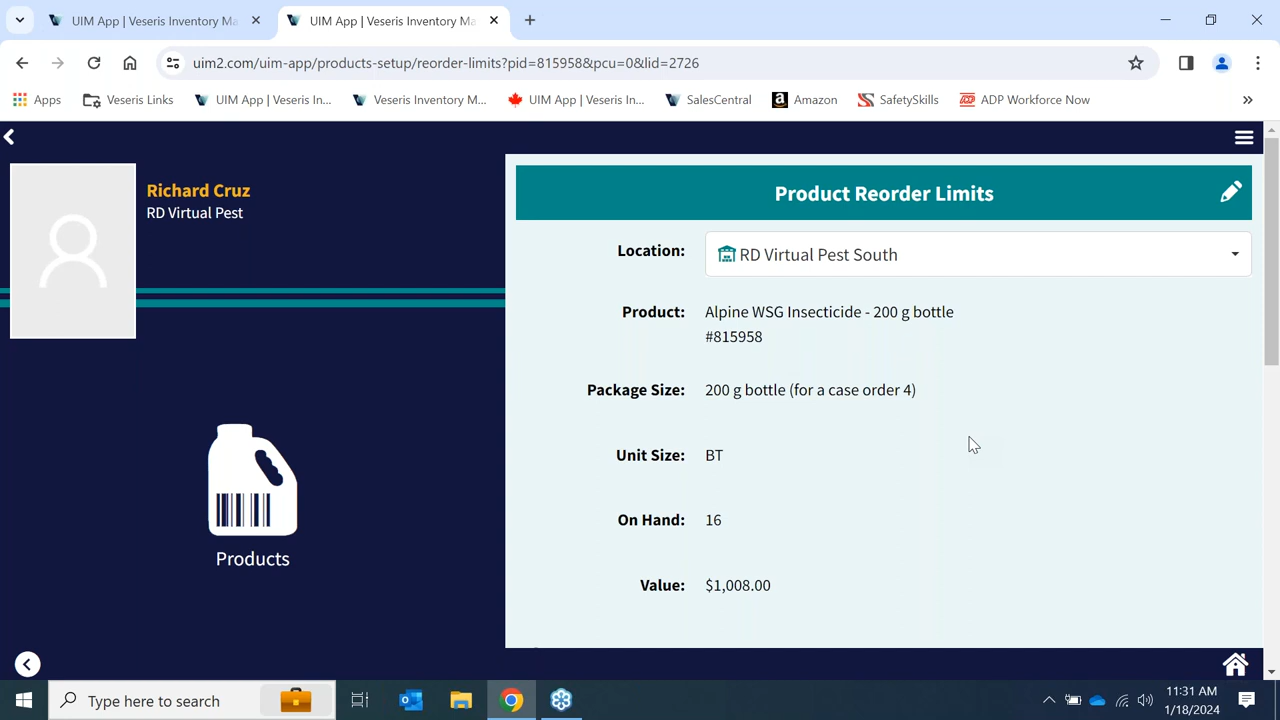 UIM App | Veseris Inventory Ma
UIM App | Veseris Inventory Ma
uim2.com/uim-app/products-setup/reorder-limits?pid=815958&pcu=0&lid=2726
Apps
Veseris Links
UIM App | Veseris In...
Veseris Inventory M...
UIM App | Veseris In...
SalesCentral
Amazon
SafetySkills
ADP Workforce Now
Richard Cruz
RD Virtual Pest
Products
Product Reorder Limits
Location: RD Virtual Pest South
Product: Alpine WSG Insecticide - 200 g bottle
#815958
Package Size: 200 g bottle (for a case order 4)
Unit Size: BT
On Hand: 16
Value: $1,008.00
Type here to search
11:31 AM
1/18/2024